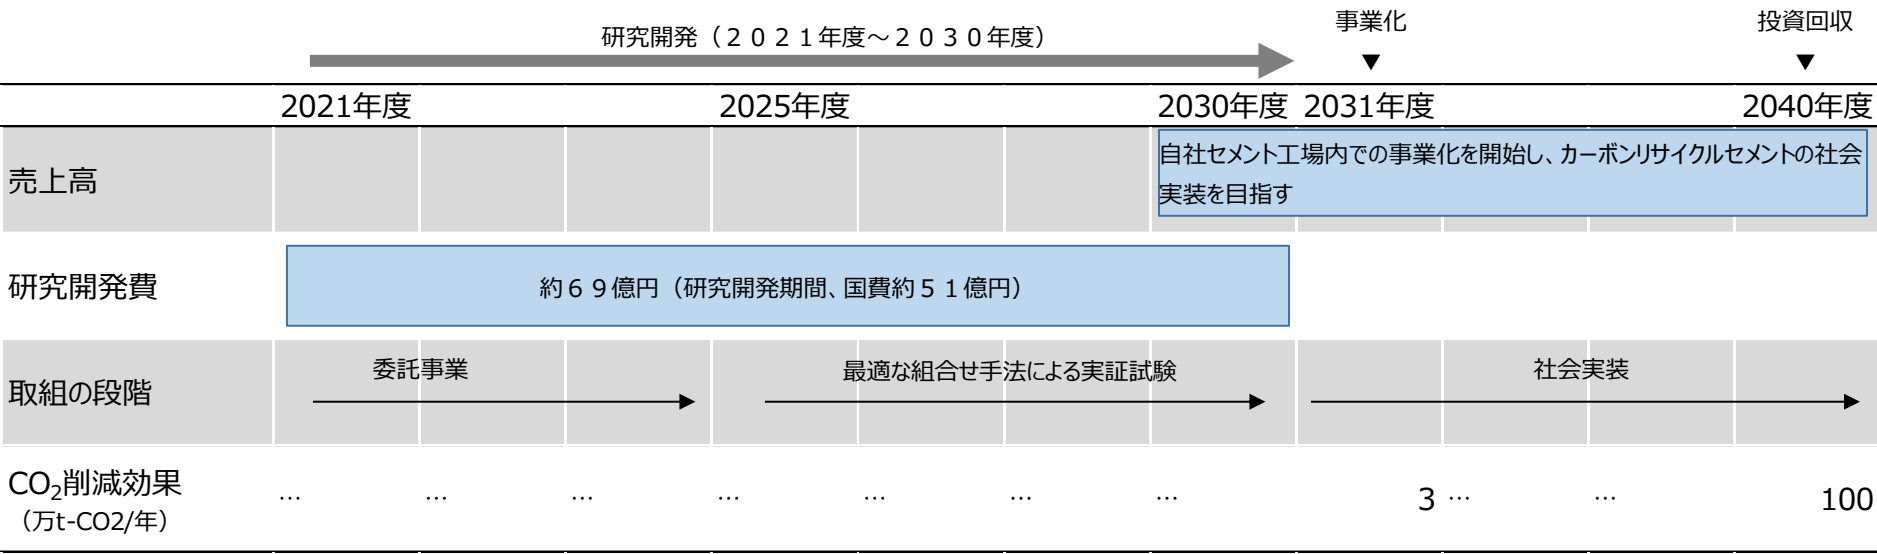 研究開発（２０２１年度～２０３０年度）
事業化
投資回収
▼
▼
2021年度
2025年度
2030年度
2031年度
2040年度
売上高
自社セメント工場内での事業化を開始し、カーボンリサイクルセメントの社会
実装を目指す
研究開発費
約６９億円（研究開発期間、国費約５１億円）
取組の段階
委託事業
最適な組合せ手法による実証試験
社会実装
CO₂削減効果
（万t-CO2/年）
… … … … … … … 3 … … 100